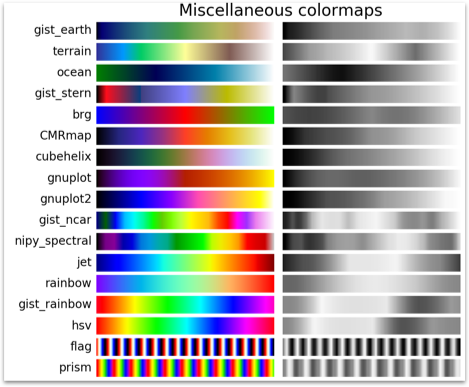 Miscellaneous colormaps
gist_earth
terrain
ocean
gist_stern
brg
CMRmap
cubehelix
gnuplot
gnuplot2
gist_ncar
nipy_spectral
jet
rainbow
gist_rainbow
hsv
flag
prism